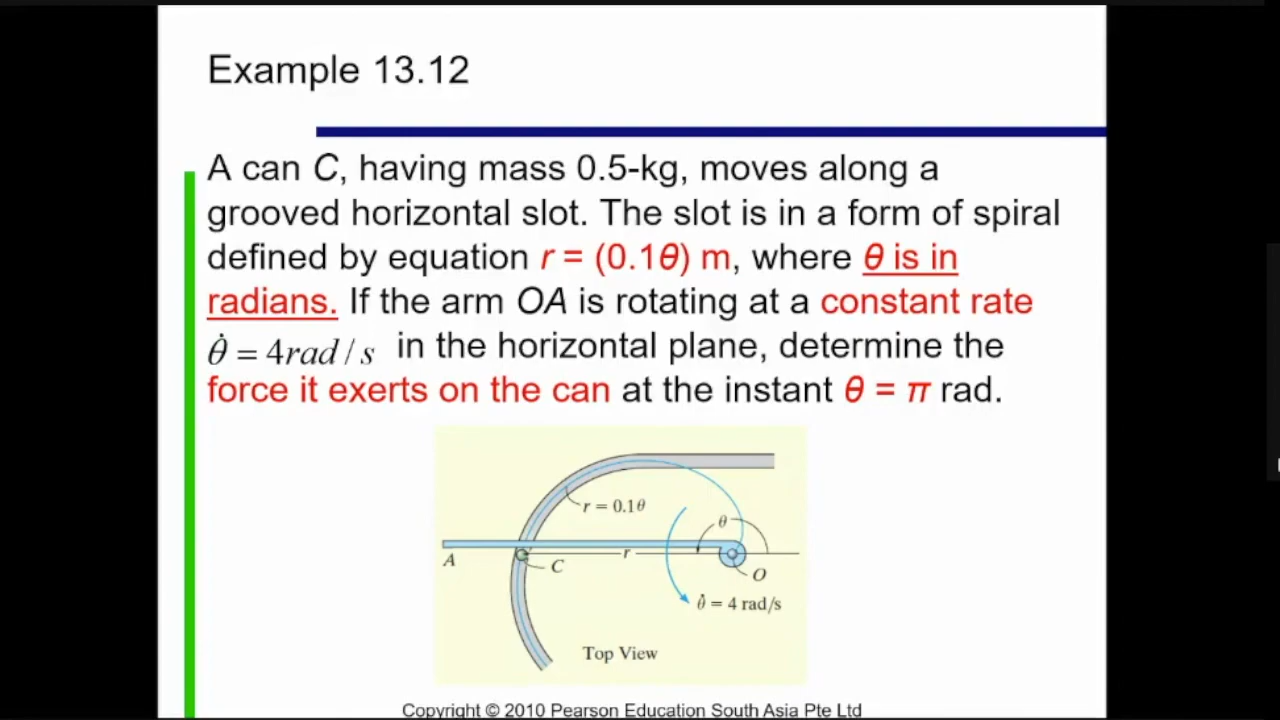 Example 13.12
A can C, having mass 0.5-kg, moves along a
grooved horizontal slot. The slot is in a form of spiral
defined by equation r = (0.1θ) m, where θ is in
radians. If the arm OA is rotating at a constant rate
θ̇ = 4rad / s in the horizontal plane, determine the
force it exerts on the can at the instant θ = π rad.
r = 0.1θ
θ
A
r
C
O
θ̇ = 4 rad/s
Top View
Copyright © 2010 Pearson Education South Asia Pte Ltd